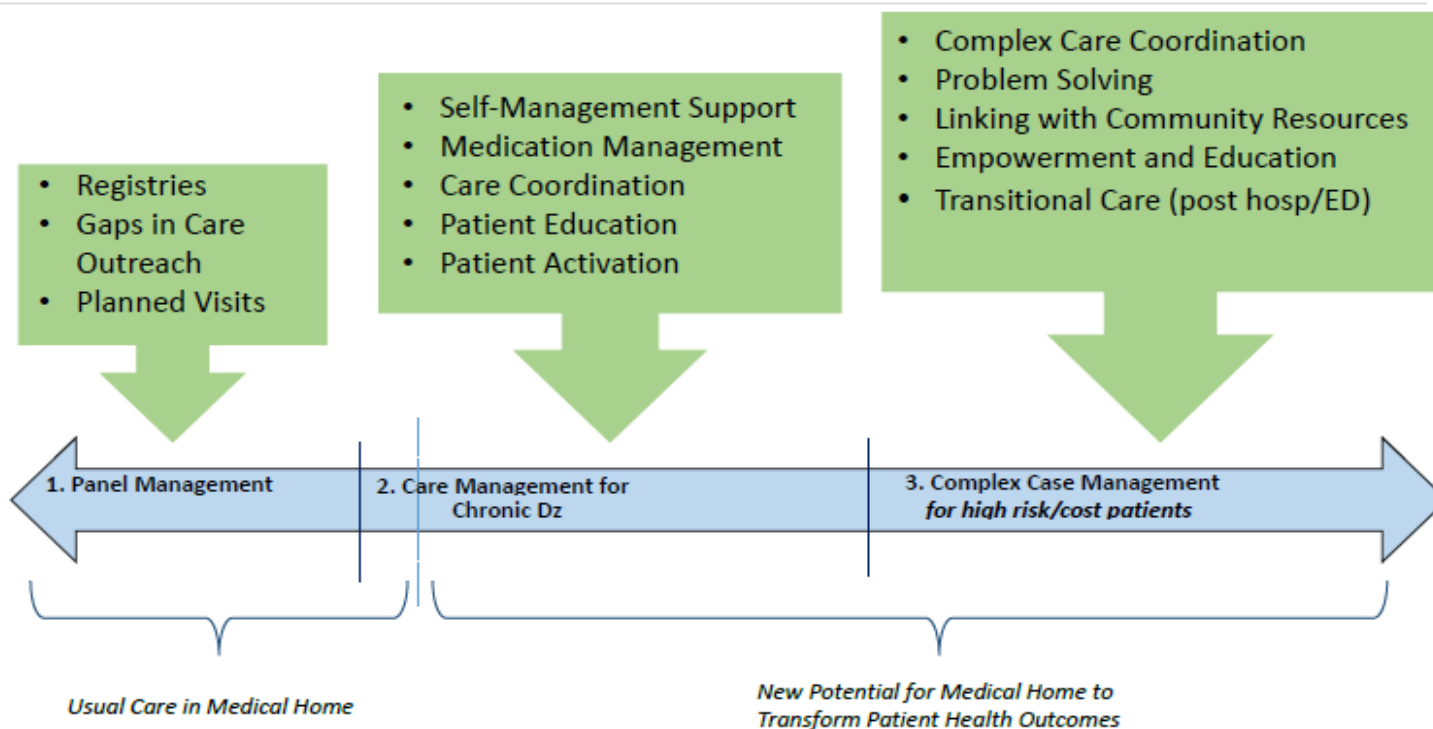 • Registries
• Gaps in Care
Outreach
• Planned Visits
• Self-Management Support
• Medication Management
• Care Coordination
• Patient Education
• Patient Activation
• Complex Care Coordination
• Problem Solving
• Linking with Community Resources
• Empowerment and Education
• Transitional Care (post hosp/ED)
1. Panel Management
2. Care Management for
Chronic Dz
3. Complex Case Management
for high risk/cost patients
Usual Care in Medical Home
New Potential for Medical Home to
Transform Patient Health Outcomes